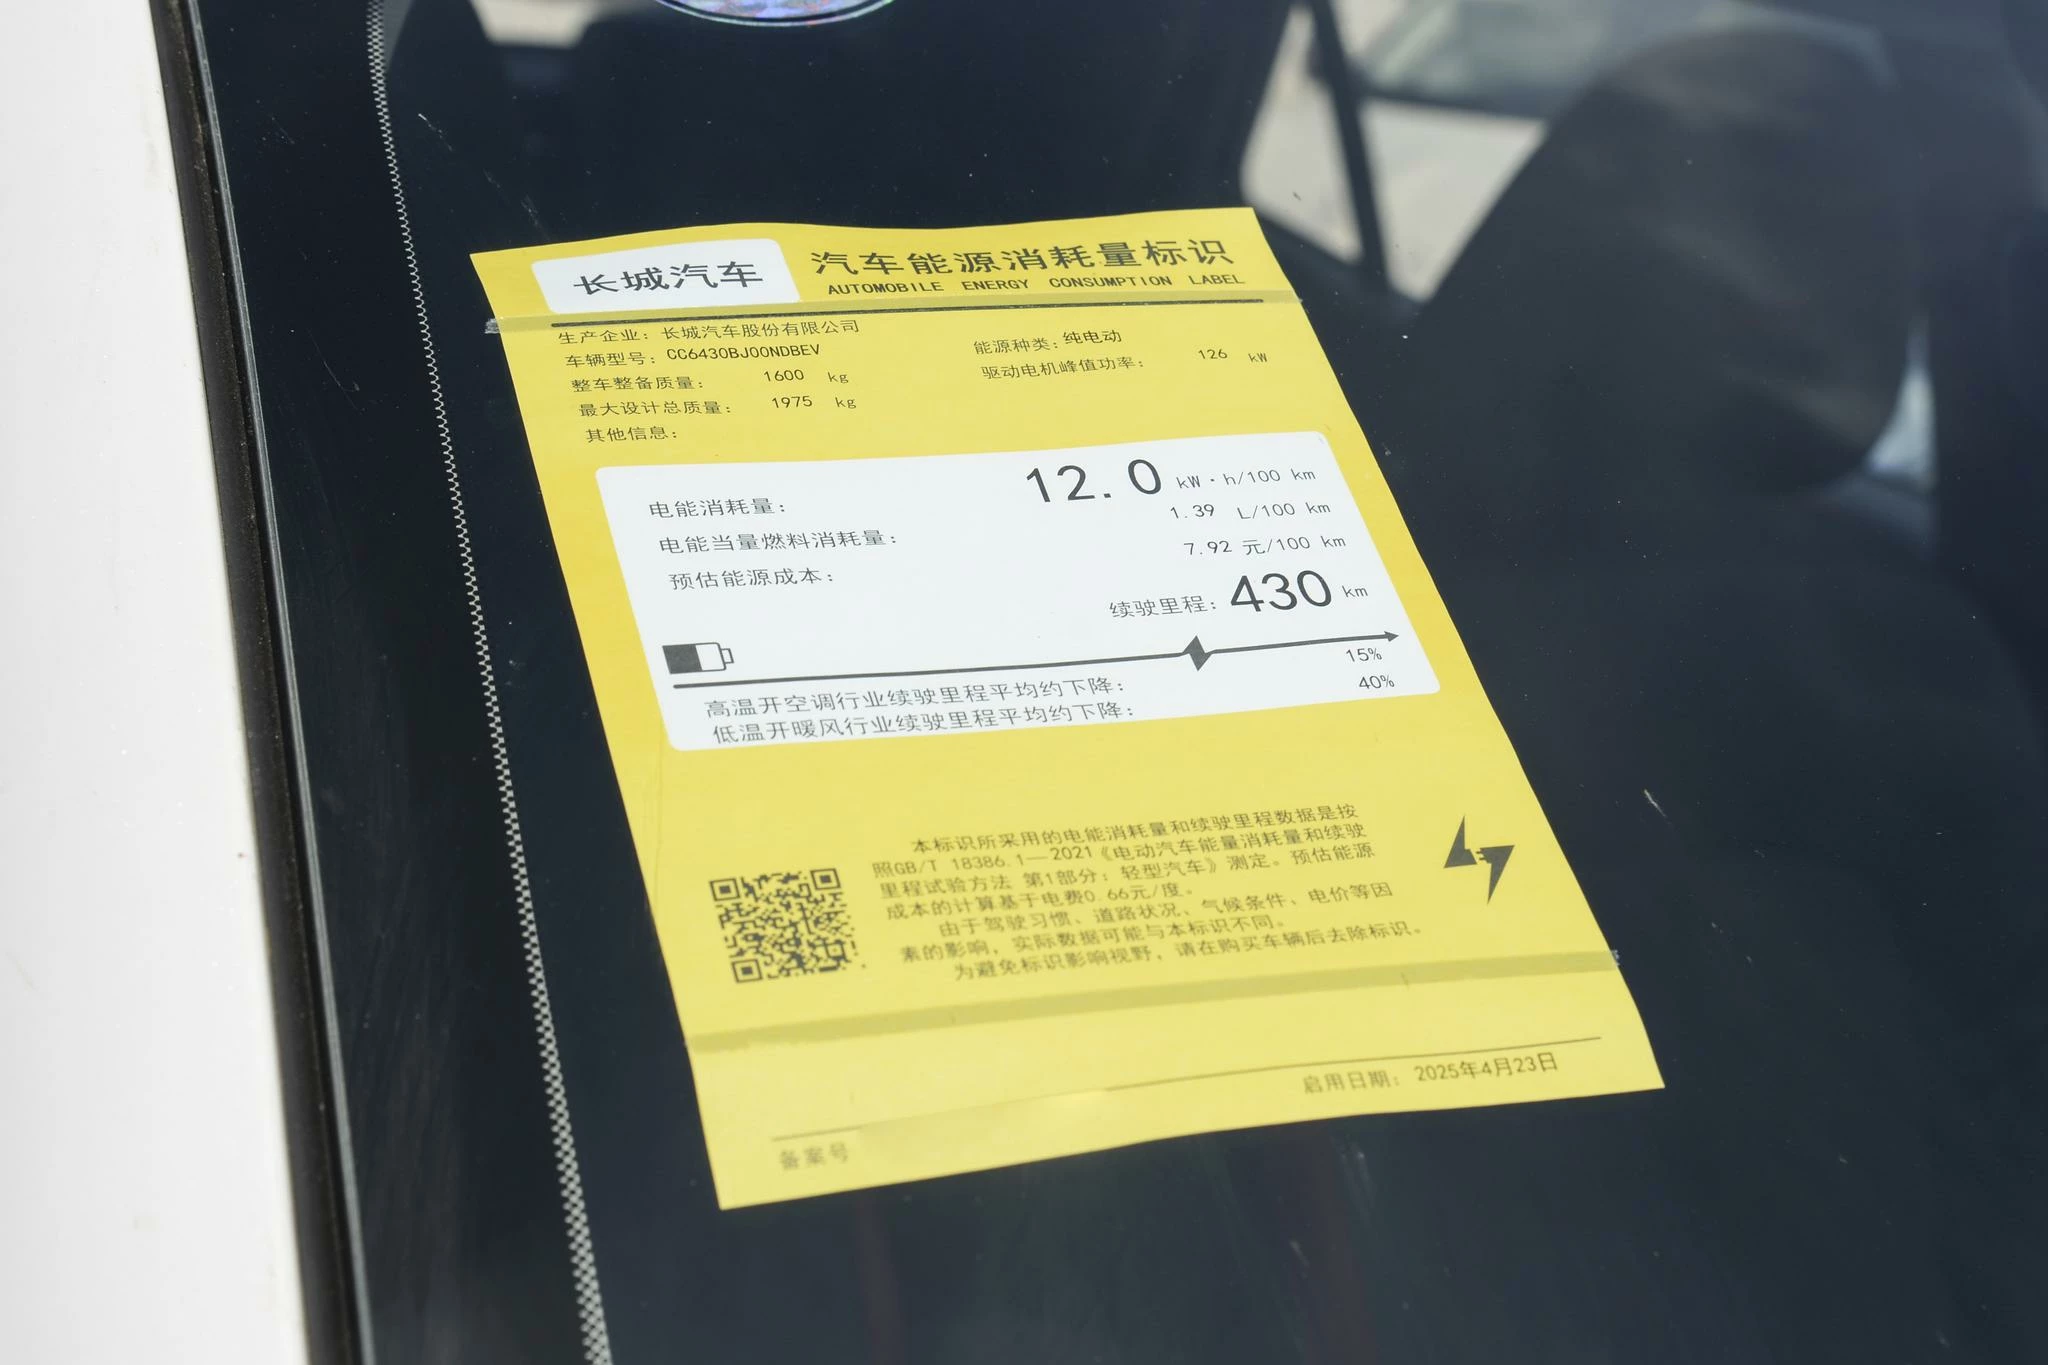 长城汽车
汽车能源消耗量标识
AUTOMOBILE ENERGY CONSUMPTION LABEL
生产企业: 长城汽车股份有限公司
车辆型号: CC6430BJ00NDBEV
能源种类: 纯电动
整车整备质量: 1600 kg
驱动电机峰值功率: 126 kW
最大设计总质量: 1975 kg
其他信息:
电能消耗量: 12.0 kW·h/100 km
电能当量燃料消耗量: 1.39 L/100 km
预估能源成本: 7.92 元/100 km
续驶里程: 430 km
高温开空调行业续驶里程平均约下降: 15%
低温开暖风行业续驶里程平均约下降: 40%
本标识所采用的电能消耗量和续驶里程数据是按
照GB/T 18386.1—2021《电动汽车能量消耗量和续驶
里程试验方法 第1部分: 轻型汽车》测定。预估能源
成本的计算基于电费0.66元/度。
由于驾驶习惯、道路状况、气候条件、电价等因
素的影响，实际数据可能与本标识不同。
为避免标识影响视野，请在购买车辆后去除标识。
启用日期: 2025年4月23日
备案号